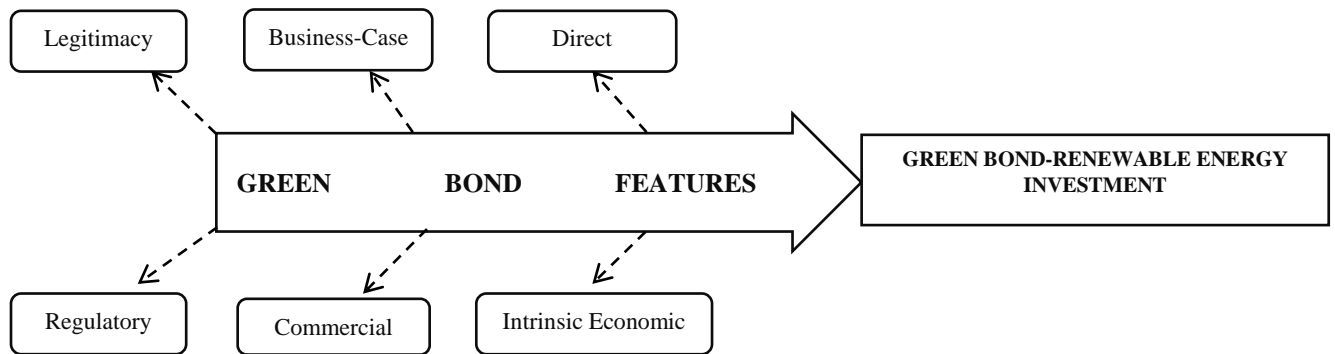 Legitimacy
Business-Case
Direct
GREEN BOND FEATURES
GREEN BOND-RENEWABLE ENERGY
INVESTMENT
Regulatory
Commercial
Intrinsic Economic